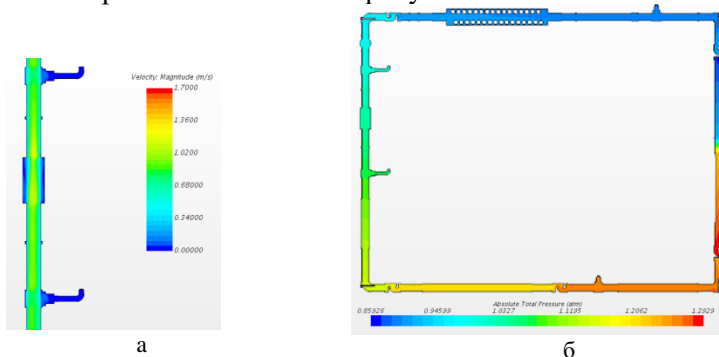 Velocity: Magnitude (m/s)
1.7000
1.3600
1.0200
0.68000
0.34000
0.00000
а
Absolute Total Pressure (atm)
0.85926 0.94599 1.0327 1.1195 1.2062 1.2929
б